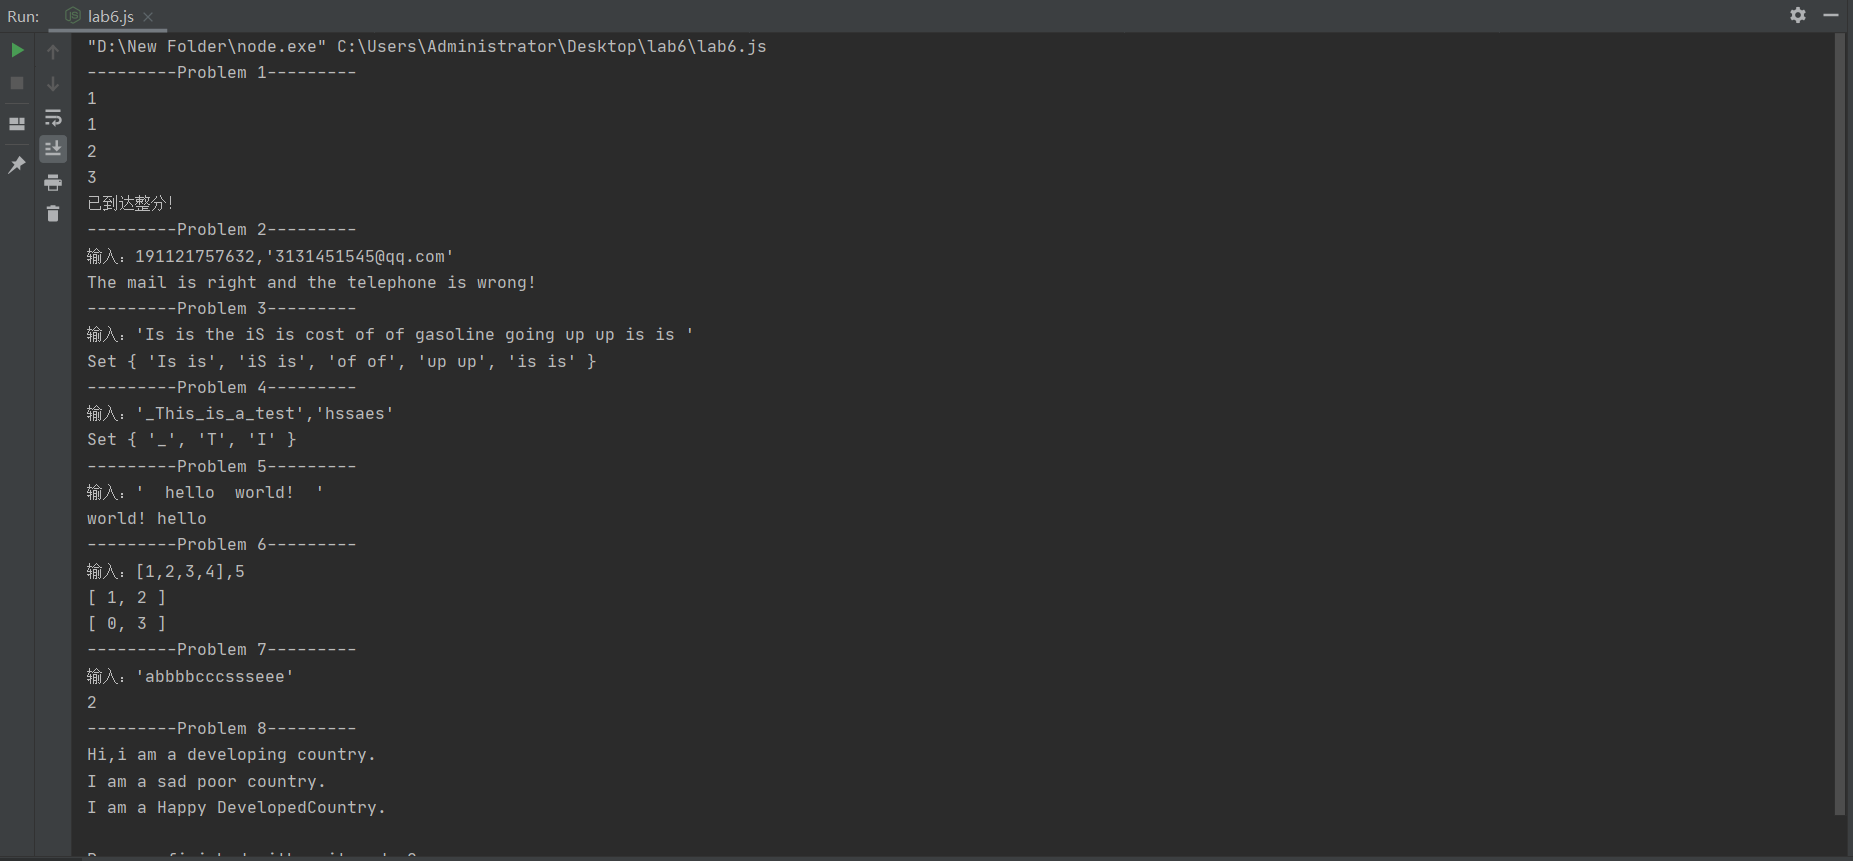 Run: lab6.js
"D:\New Folder\node.exe" C:\Users\Administrator\Desktop\lab6\lab6.js
---------Problem 1---------
1
1
2
3
已到达整分!
---------Problem 2---------
输入：191121757632,'3131451545@qq.com'
The mail is right and the telephone is wrong!
---------Problem 3---------
输入：'Is is the iS is cost of of gasoline going up up is is '
Set { 'Is is', 'iS is', 'of of', 'up up', 'is is' }
---------Problem 4---------
输入：'_This_is_a_test','hssaes'
Set { '_', 'T', 'I' }
---------Problem 5---------
输入：'  hello  world!  '
world! hello
---------Problem 6---------
输入：[1,2,3,4],5
[ 1, 2 ]
[ 0, 3 ]
---------Problem 7---------
输入：'abbbbcccssseee'
2
---------Problem 8---------
Hi,i am a developing country.
I am a sad poor country.
I am a Happy DevelopedCountry.